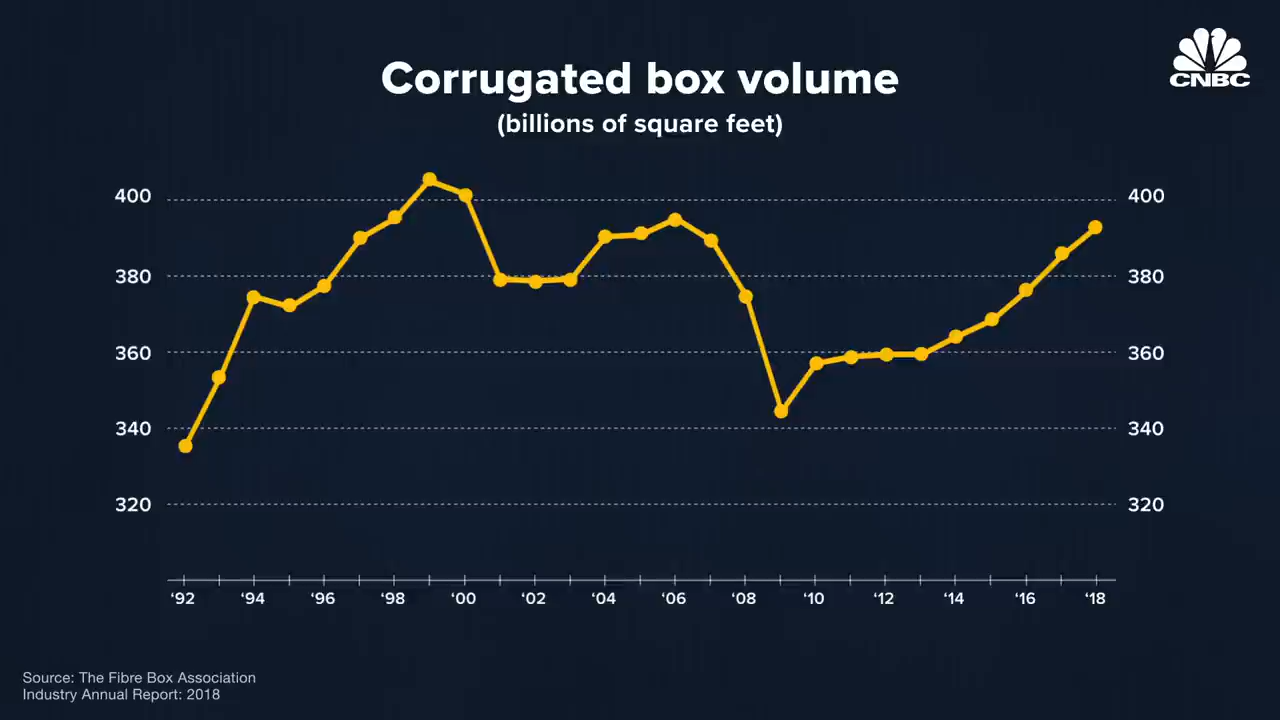 CNBC
Corrugated box volume
(billions of square feet)
400 400
380 380
360 360
340 340
320 320
‘92 ‘94 ‘96 ‘98 ‘00 ‘02 ‘04 ‘06 ‘08 ‘10 ‘12 ‘14 ‘16 ‘18
Source: The Fibre Box Association
Industry Annual Report: 2018